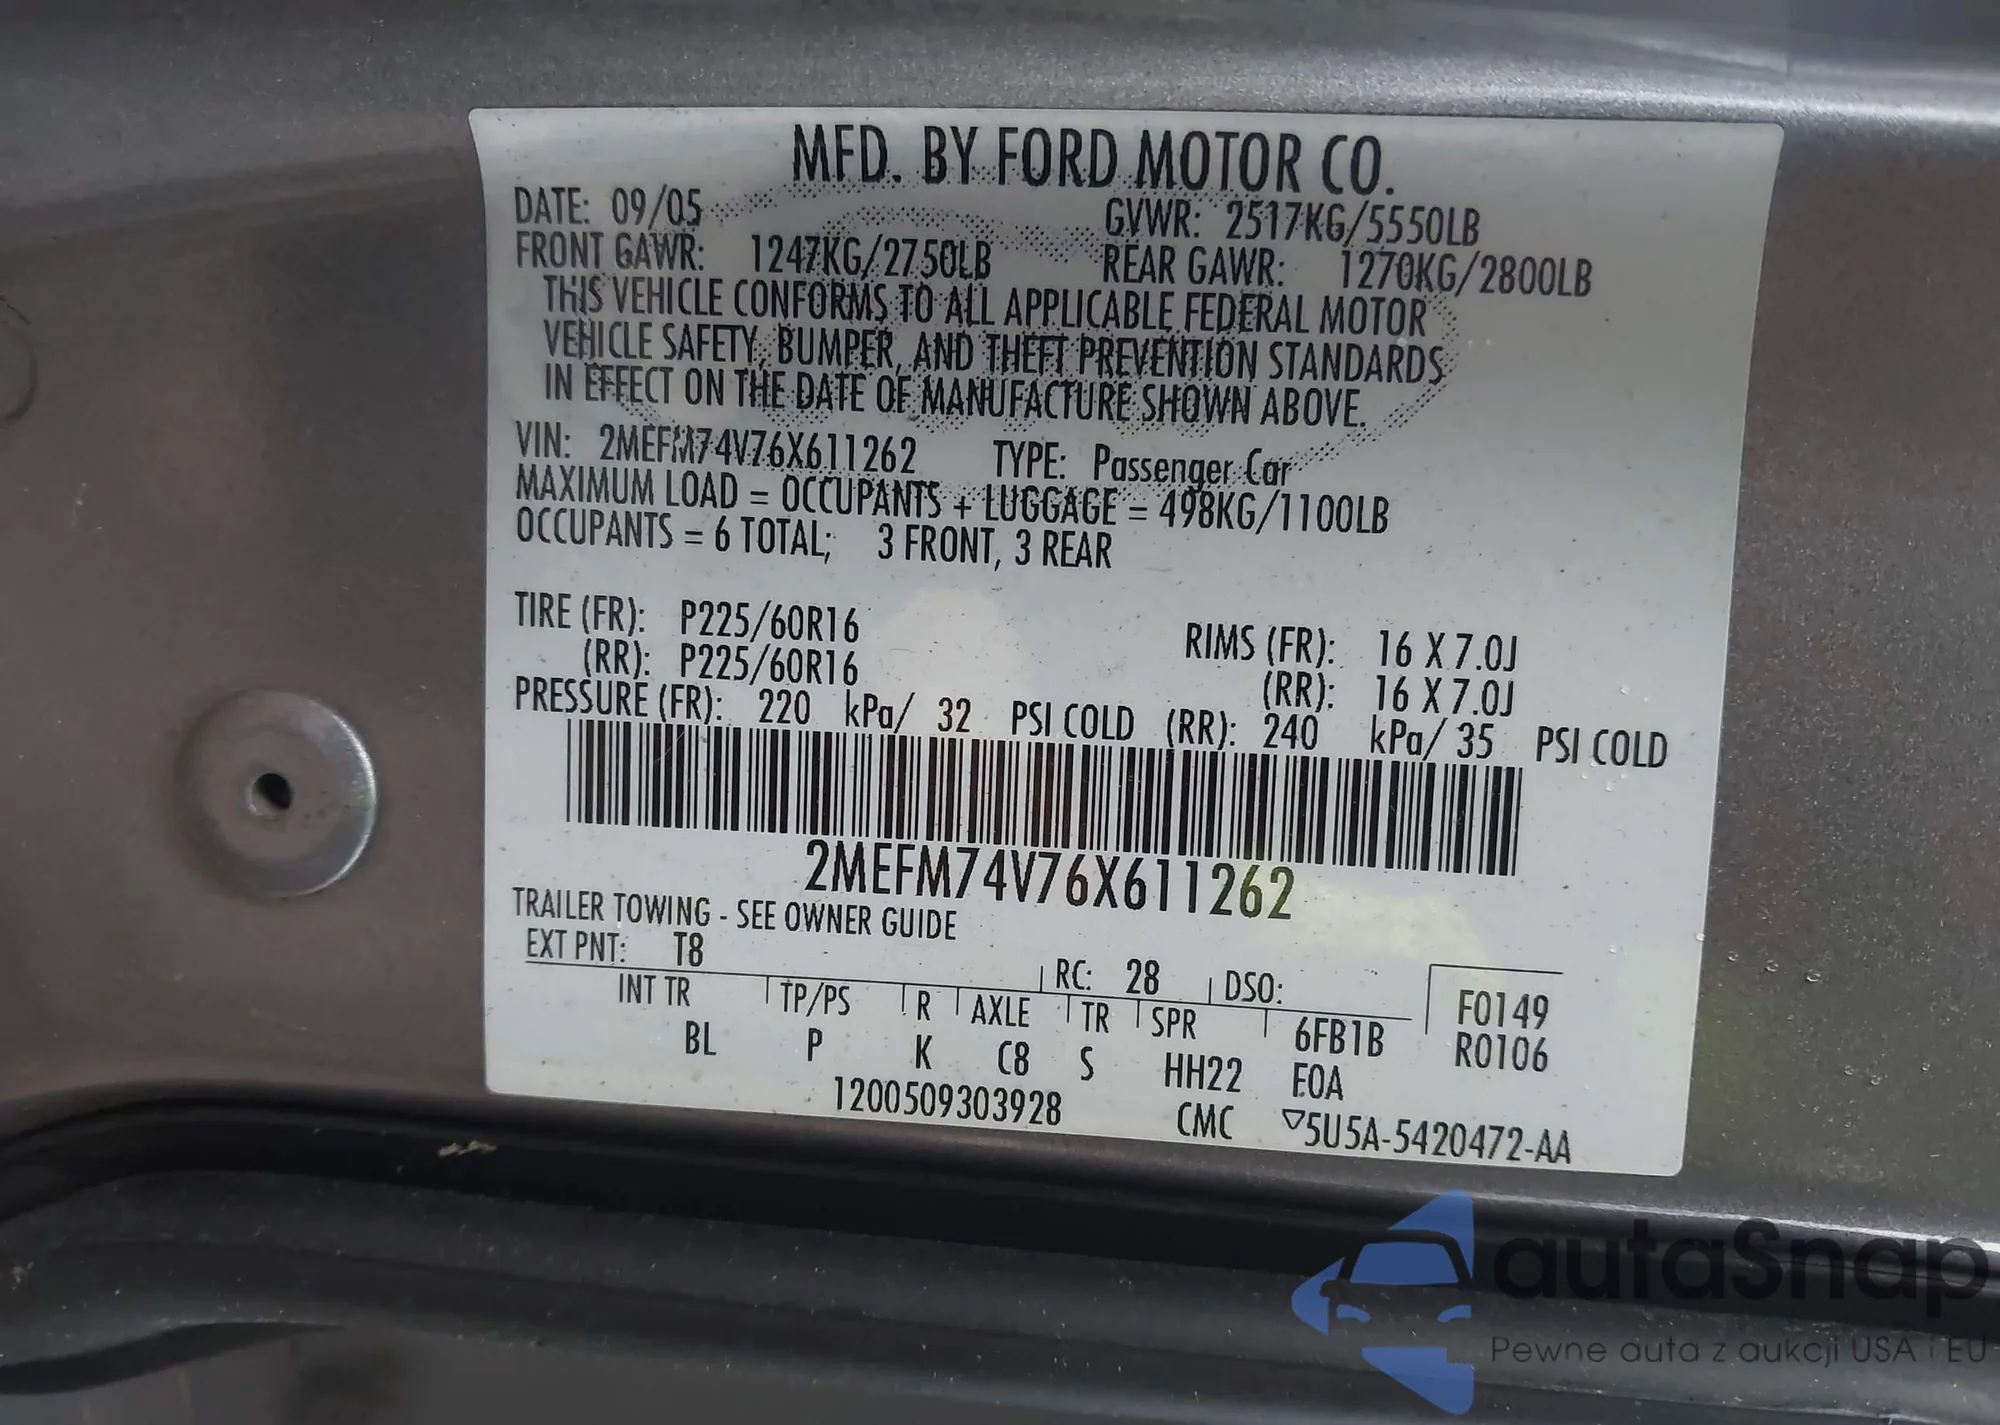 MFD. BY FORD MOTOR CO.
DATE: 09/05 GVWR: 2517KG/5550LB
FRONT GAWR: 1247KG/2750LB REAR GAWR: 1270KG/2800LB
THIS VEHICLE CONFORMS TO ALL APPLICABLE FEDERAL MOTOR
VEHICLE SAFETY, BUMPER, AND THEFT PREVENTION STANDARDS
IN EFFECT ON THE DATE OF MANUFACTURE SHOWN ABOVE.
VIN: 2MEFM74V76X611262 TYPE: Passenger Car
MAXIMUM LOAD = OCCUPANTS + LUGGAGE = 498KG/1100LB
OCCUPANTS = 6 TOTAL; 3 FRONT, 3 REAR
TIRE (FR): P225/60R16 RIMS (FR): 16 X 7.0J
(RR): P225/60R16 (RR): 16 X 7.0J
PRESSURE (FR): 220 kPa/ 32 PSI COLD (RR): 240 kPa/ 35 PSI COLD
2MEFM74V76X611262
TRAILER TOWING - SEE OWNER GUIDE
EXT PNT: T8 RC: 28 DSO:
INT TR TP/PS R AXLE TR SPR 6FB1B F0149
BL P K C8 S HH22 E0A R0106
1200509303928 CMC ▽5U5A-5420472-AA
autaSnap
Pewne auta z aukcji USA i EU